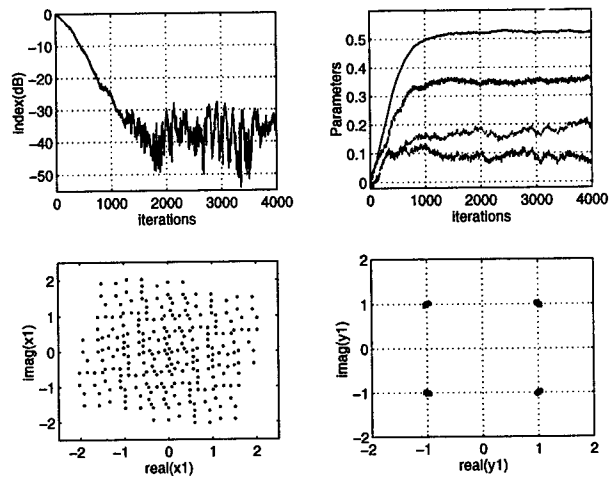 0
−10
−20
−30
−40
−50
index(dB)
0 1000 2000 3000 4000
iterations
0.5
0.4
0.3
0.2
0.1
0
Parameters
0 1000 2000 3000 4000
iterations
2
1
0
−1
−2
imag(x1)
−2 −1 0 1 2
real(x1)
2
1
0
−1
−2
imag(y1)
−2 −1 0 1 2
real(y1)